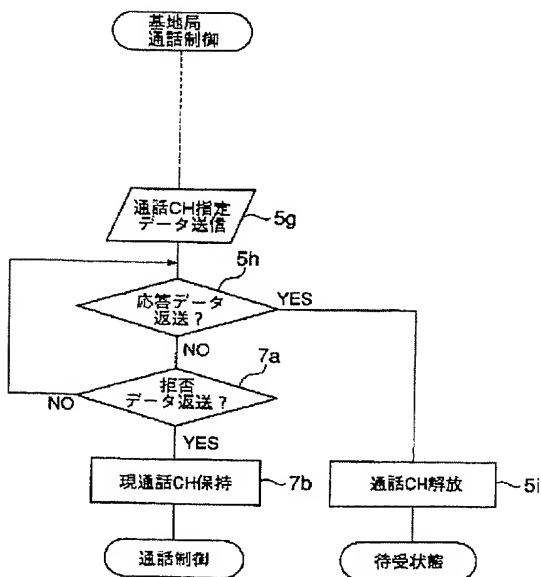 基地局
通話制御
通話CH指定
データ送信
5g
5h
応答データ
返送？
YES
NO
7a
拒否
データ返送？
NO
YES
現通話CH保持
7b
通話CH解放
5i
通話制御
待受状態